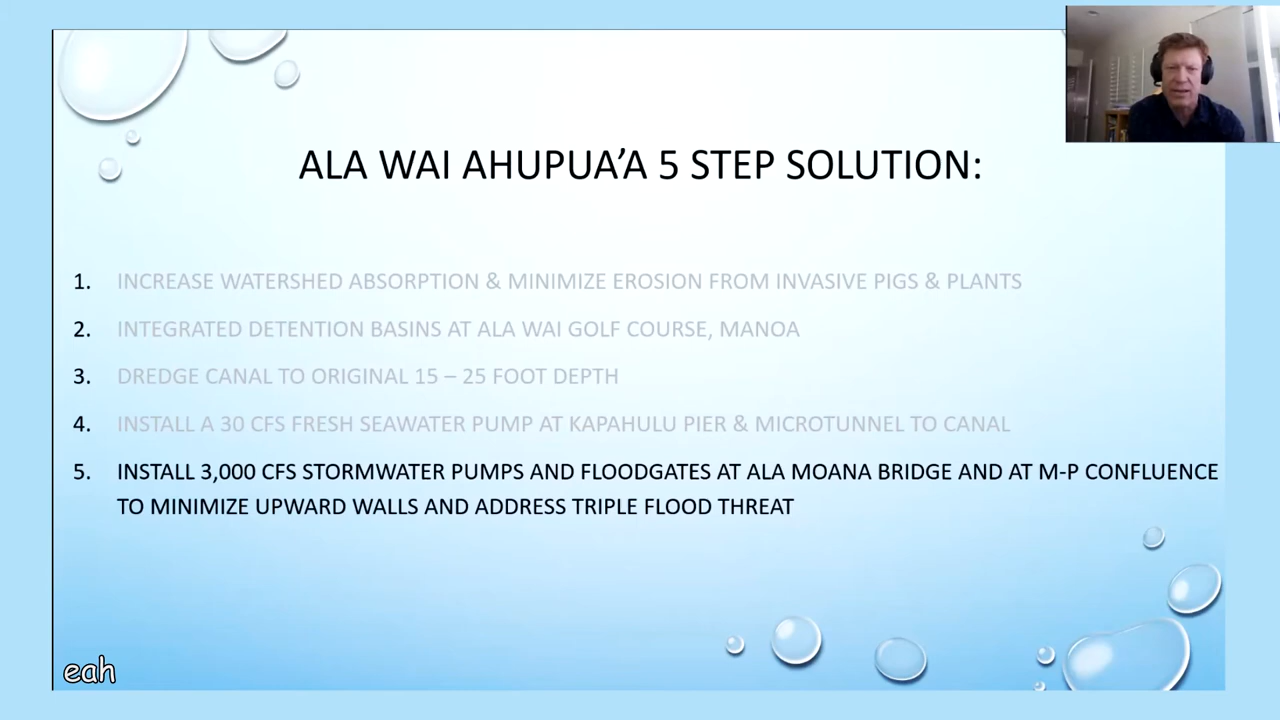 ALA WAI AHUPUA’A 5 STEP SOLUTION:
1. INCREASE WATERSHED ABSORPTION & MINIMIZE EROSION FROM INVASIVE PIGS & PLANTS
2. INTEGRATED DETENTION BASINS AT ALA WAI GOLF COURSE, MANOA
3. DREDGE CANAL TO ORIGINAL 15 – 25 FOOT DEPTH
4. INSTALL A 30 CFS FRESH SEAWATER PUMP AT KAPAHULU PIER & MICROTUNNEL TO CANAL
5. INSTALL 3,000 CFS STORMWATER PUMPS AND FLOODGATES AT ALA MOANA BRIDGE AND AT M-P CONFLUENCE
TO MINIMIZE UPWARD WALLS AND ADDRESS TRIPLE FLOOD THREAT
eah